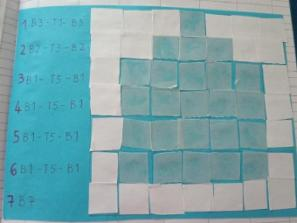 1 B3 - T1 - B3
2 B2 - T3 - B2
3 B1 - T5 - B1
4 B1 - T5 - B1
5 B1 - T5 - B1
6 B1 - T5 - B1
7 B7